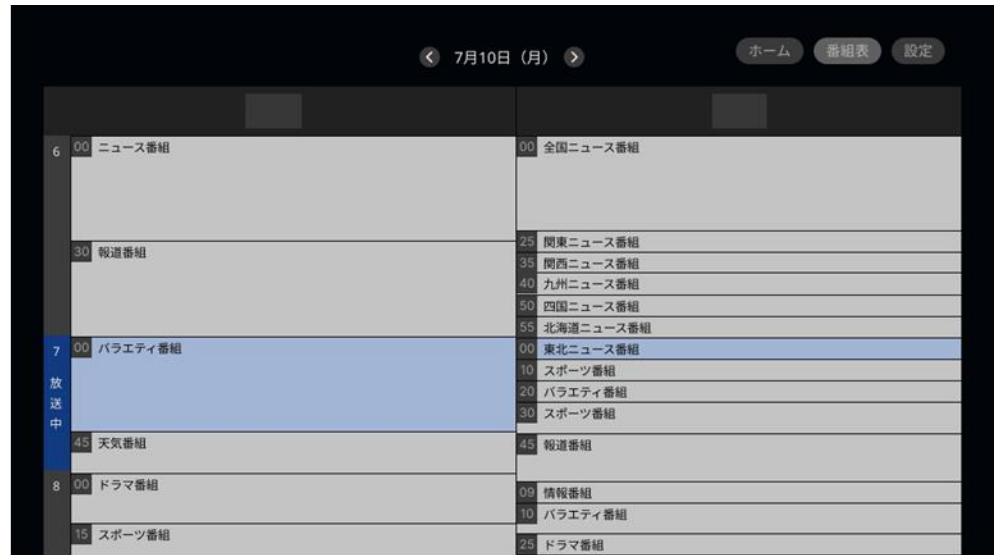 7月10日（月）
ホーム 番組表 設定
6
00 ニュース番組
30 報道番組
7 放送中
00 バラエティ番組
45 天気番組
8
00 ドラマ番組
15 スポーツ番組
00 全国ニュース番組
25 関東ニュース番組
35 関西ニュース番組
40 九州ニュース番組
50 四国ニュース番組
55 北海道ニュース番組
00 東北ニュース番組
10 スポーツ番組
20 バラエティ番組
30 スポーツ番組
45 報道番組
09 情報番組
10 バラエティ番組
25 ドラマ番組